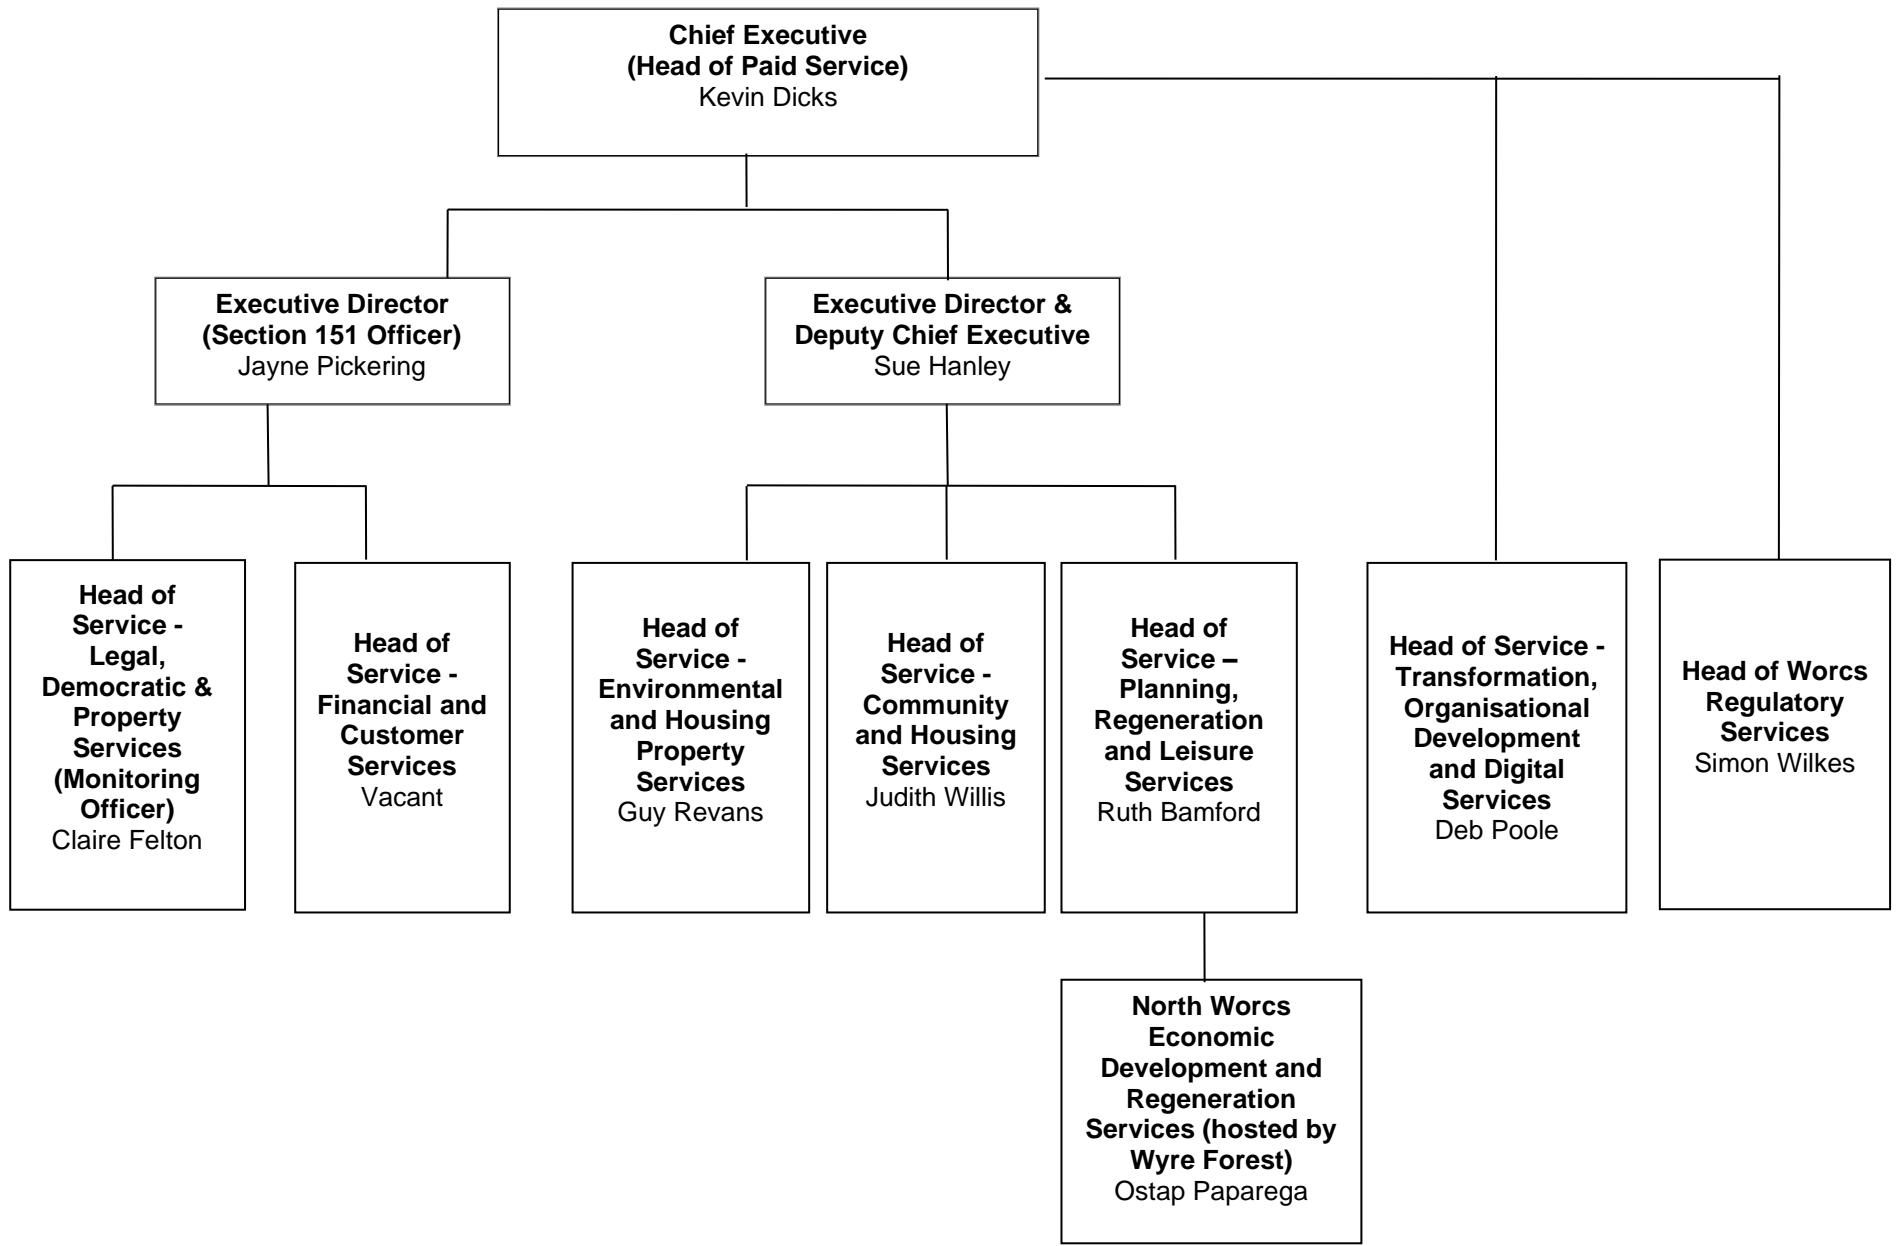 Chief Executive
(Head of Paid Service)
Kevin Dicks
Executive Director
(Section 151 Officer)
Jayne Pickering
Executive Director &
Deputy Chief Executive
Sue Hanley
Head of
Service -
Legal,
Democratic &
Property
Services
(Monitoring
Officer)
Claire Felton
Head of
Service -
Financial and
Customer
Services
Vacant
Head of
Service -
Environmental
and Housing
Property
Services
Guy Revans
Head of
Service -
Community
and Housing
Services
Judith Willis
Head of
Service –
Planning,
Regeneration
and Leisure
Services
Ruth Bamford
Head of Service -
Transformation,
Organisational
Development
and Digital
Services
Deb Poole
Head of Worcs
Regulatory
Services
Simon Wilkes
North Worcs
Economic
Development and
Regeneration
Services (hosted by
Wyre Forest)
Ostap Paparega